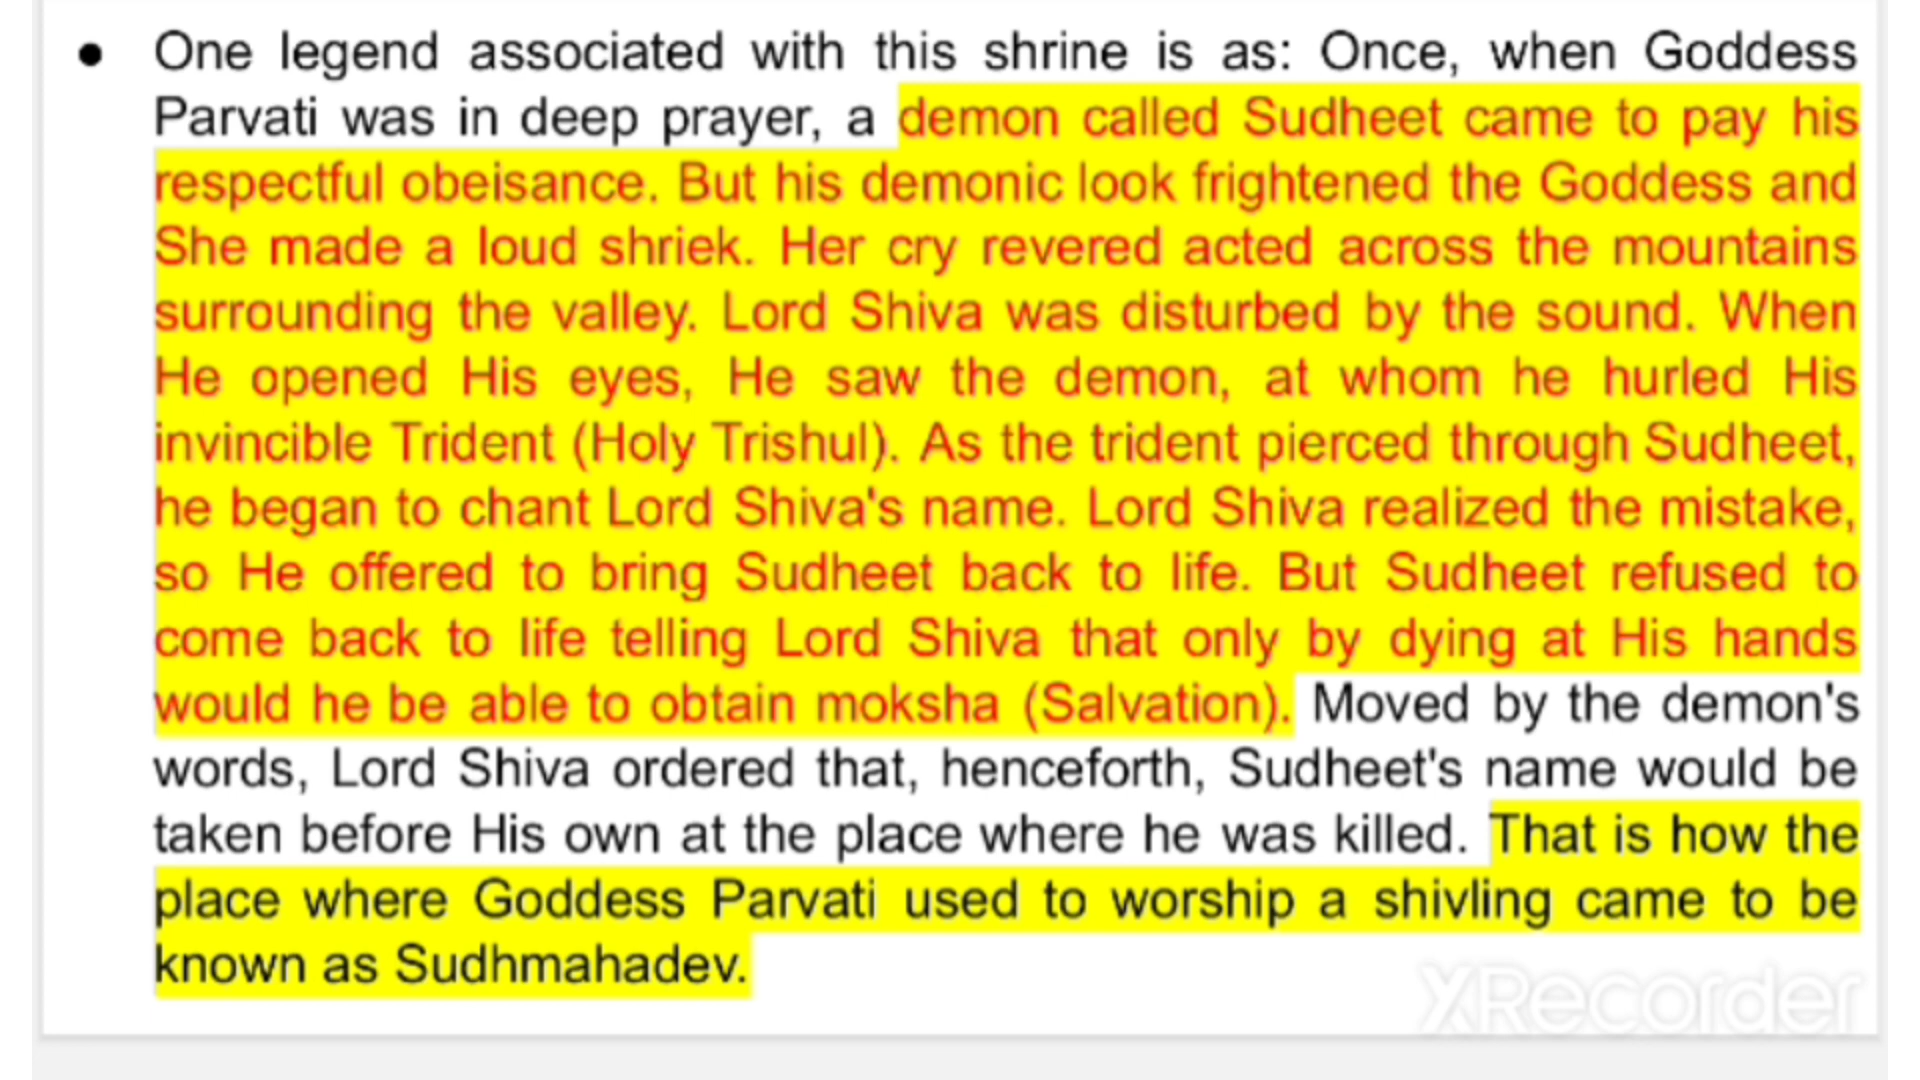 ● One legend associated with this shrine is as: Once, when Goddess
Parvati was in deep prayer, a demon called Sudheet came to pay his
respectful obeisance. But his demonic look frightened the Goddess and
She made a loud shriek. Her cry revered acted across the mountains
surrounding the valley. Lord Shiva was disturbed by the sound. When
He opened His eyes, He saw the demon, at whom he hurled His
invincible Trident (Holy Trishul). As the trident pierced through Sudheet,
he began to chant Lord Shiva's name. Lord Shiva realized the mistake,
so He offered to bring Sudheet back to life. But Sudheet refused to
come back to life telling Lord Shiva that only by dying at His hands
would he be able to obtain moksha (Salvation). Moved by the demon's
words, Lord Shiva ordered that, henceforth, Sudheet's name would be
taken before His own at the place where he was killed. That is how the
place where Goddess Parvati used to worship a shivling came to be
known as Sudhmahadev.
XRecorder